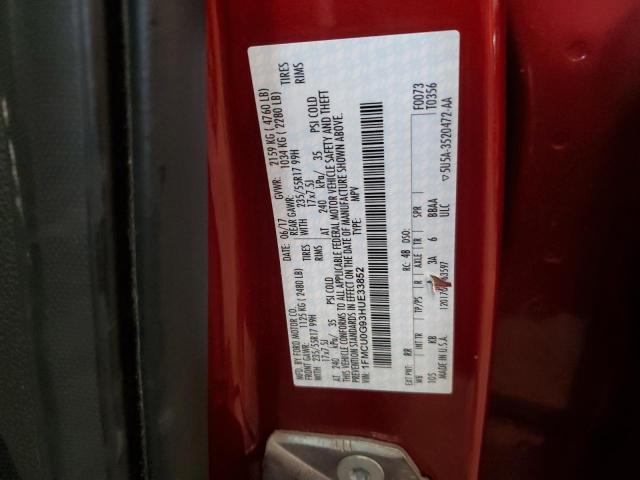 MFD. BY FORD MOTOR CO.
DATE: 06/17 GVWR: 2159 KG ( 4760 LB)
FRONT GAWR: 1125 KG ( 2480 LB) REAR GAWR: 1034 KG ( 2280 LB)
235/55R17 99H TIRES 235/55R17 99H TIRES
WITH 17x7.5J RIMS WITH 17x7.5J RIMS
AT 240 kPa/ 35 PSI COLD AT 240 kPa/ 35 PSI COLD
THIS VEHICLE CONFORMS TO ALL APPLICABLE FEDERAL MOTOR VEHICLE SAFETY AND THEFT
PREVENTION STANDARDS IN EFFECT ON THE DATE OF MANUFACTURE SHOWN ABOVE.
VIN: 1FMCU0G93HUE33852 TYPE: MPV
F0073
T0356
EXT PNT: RR RC: 48 DSO:
WB INT TR TP/PS R AXLE TR SPR
105 KB 3A 6 BBAA
MADE IN U.S.A. ULC
▽5U5A-3520472-AA